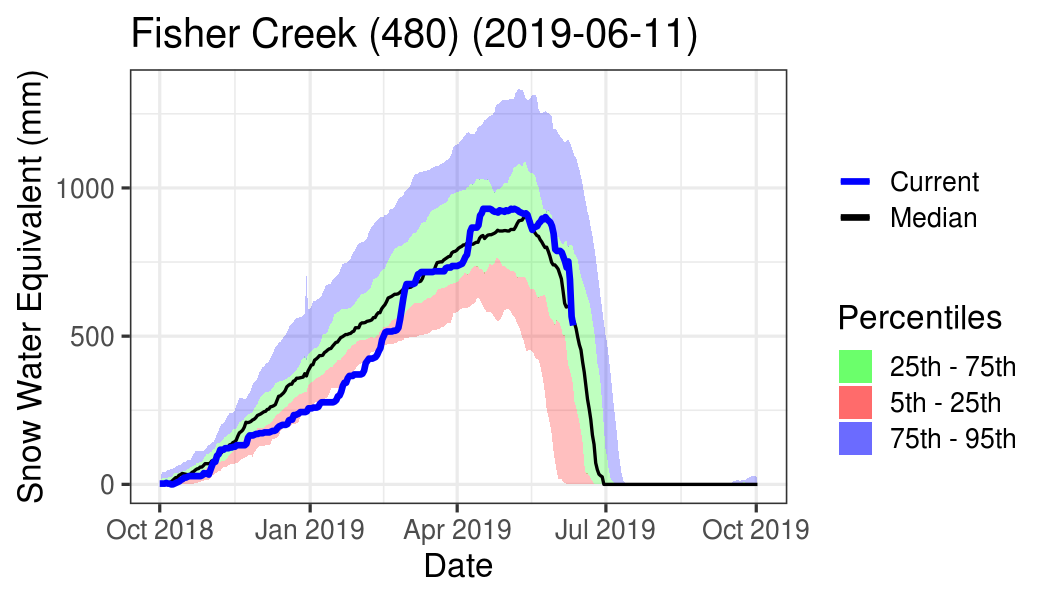 Fisher Creek (480) (2019-06-11)
Snow Water Equivalent (mm)
1000
500
0
Oct 2018
Jan 2019
Apr 2019
Jul 2019
Oct 2019
Date
Current
Median
Percentiles
25th - 75th
5th - 25th
75th - 95th